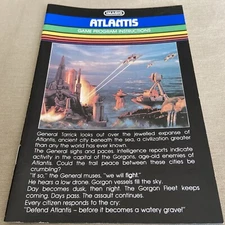 IMAGIC
ATLANTIS
GAME PROGRAM INSTRUCTIONS
General Tarrick looks out over the jewelled expanse of
Atlantis, ancient city beneath the sea, a civilization greater
than any the world has ever known.
The General sighs and paces. Intelligence reports indicate
activity in the capitol of the Gorgons, age-old enemies of
Atlantis. Could the frail peace between these cities be
crumbling?
"If so," the General muses, "we will fight."
He hears a low drone. Gorgon vessels fill the sky.
Day becomes dusk, then night. The Gorgon Fleet keeps
coming. Days pass. The assault continues.
Every citizen responds to the cry:
"Defend Atlantis – before it becomes a watery grave!"